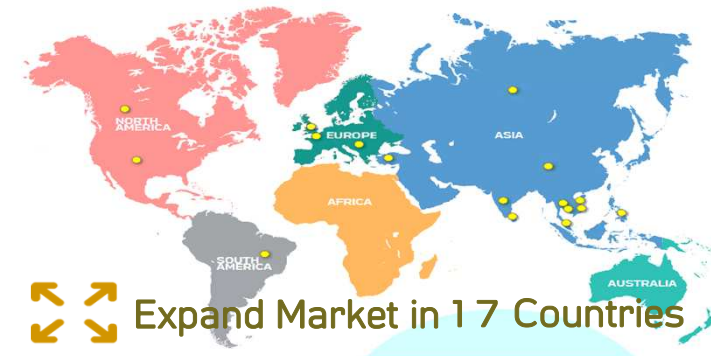 NORTH
AMERICA
EUROPE
ASIA
AFRICA
SOUTH
AMERICA
AUSTRALIA
Expand Market in 17 Countries